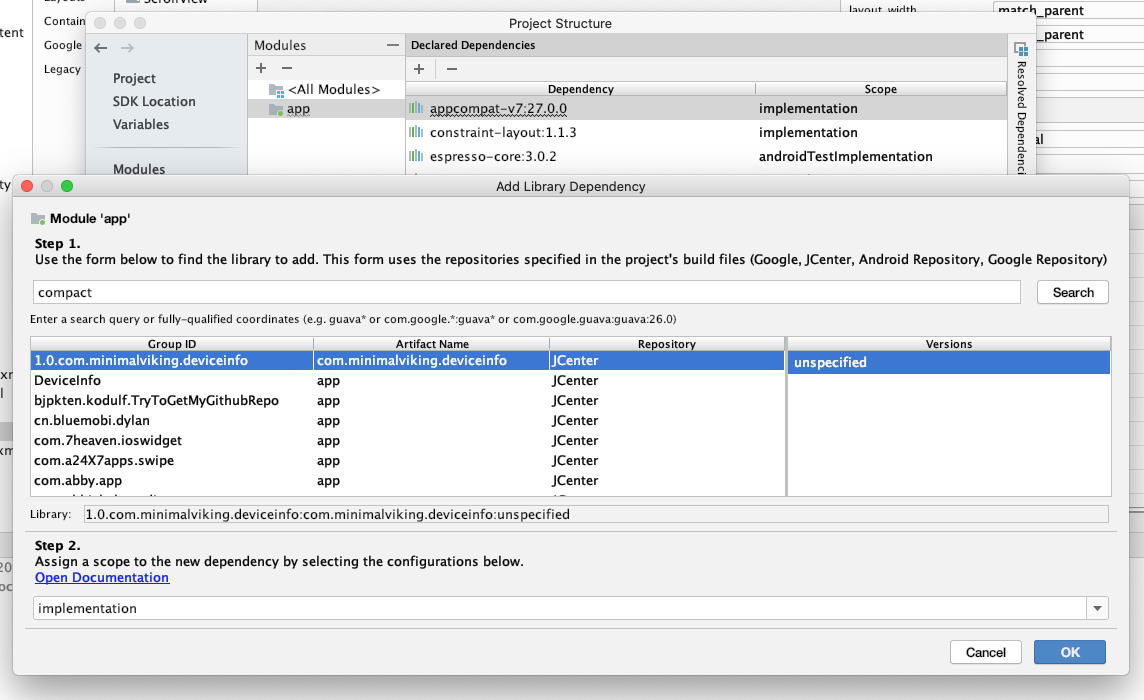 ScrollView
Contain
Google
Legacy
layout_width
match_parent
_parent
Project Structure
Project
SDK Location
Variables
Modules
Modules
<All Modules>
app
Declared Dependencies
Dependency Scope
appcompat-v7:27.0.0 implementation
constraint-layout:1.1.3 implementation
espresso-core:3.0.2 androidTestImplementation
Resolved Dependenci
Add Library Dependency
Module 'app'
Step 1.
Use the form below to find the library to add. This form uses the repositories specified in the project's build files (Google, JCenter, Android Repository, Google Repository)
compact
Search
Enter a search query or fully-qualified coordinates (e.g. guava* or com.google.*:guava* or com.google.guava:guava:26.0)
Group ID Artifact Name Repository Versions
1.0.com.minimalviking.deviceinfo com.minimalviking.deviceinfo JCenter unspecified
DeviceInfo app JCenter
bjpkten.kodulf.TryToGetMyGithubRepo app JCenter
cn.bluemobi.dylan app JCenter
com.7heaven.ioswidget app JCenter
com.a24X7apps.swipe app JCenter
com.abby.app app JCenter
Library: 1.0.com.minimalviking.deviceinfo:com.minimalviking.deviceinfo:unspecified
Step 2.
Assign a scope to the new dependency by selecting the configurations below.
Open Documentation
implementation
Cancel
OK